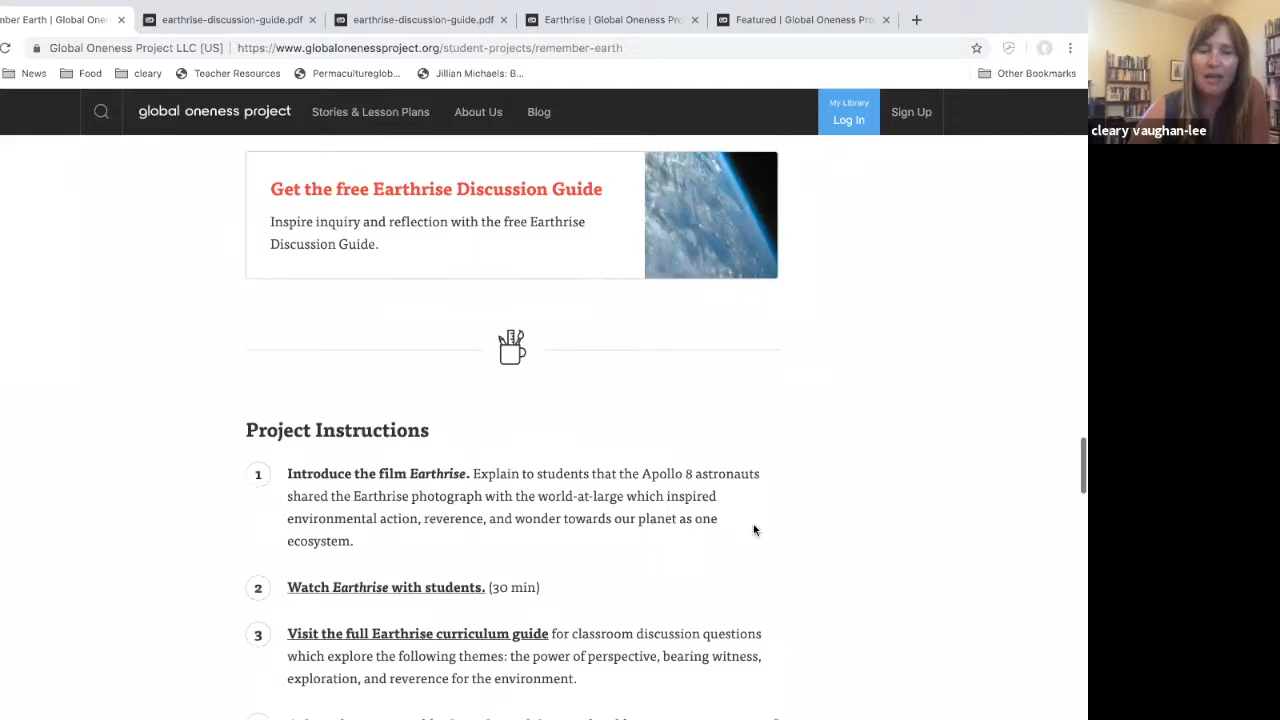 mber Earth | Global Onen
earthrise-discussion-guide.pdf
earthrise-discussion-guide.pdf
Earthrise | Global Oneness Pro
Featured | Global Oneness Pro
Global Oneness Project LLC [US] | https://www.globalonenessproject.org/student-projects/remember-earth
News
Food
cleary
Teacher Resources
Permacultureglob...
Jillian Michaels: B...
Other Bookmarks
cleary vaughan-lee
global oneness project
Stories & Lesson Plans
About Us
Blog
My Library
Log In
Sign Up
Get the free Earthrise Discussion Guide
Inspire inquiry and reflection with the free Earthrise
Discussion Guide.
Project Instructions
1 Introduce the film Earthrise. Explain to students that the Apollo 8 astronauts
shared the Earthrise photograph with the world-at-large which inspired
environmental action, reverence, and wonder towards our planet as one
ecosystem.
2 Watch Earthrise with students. (30 min)
3 Visit the full Earthrise curriculum guide for classroom discussion questions
which explore the following themes: the power of perspective, bearing witness,
exploration, and reverence for the environment.